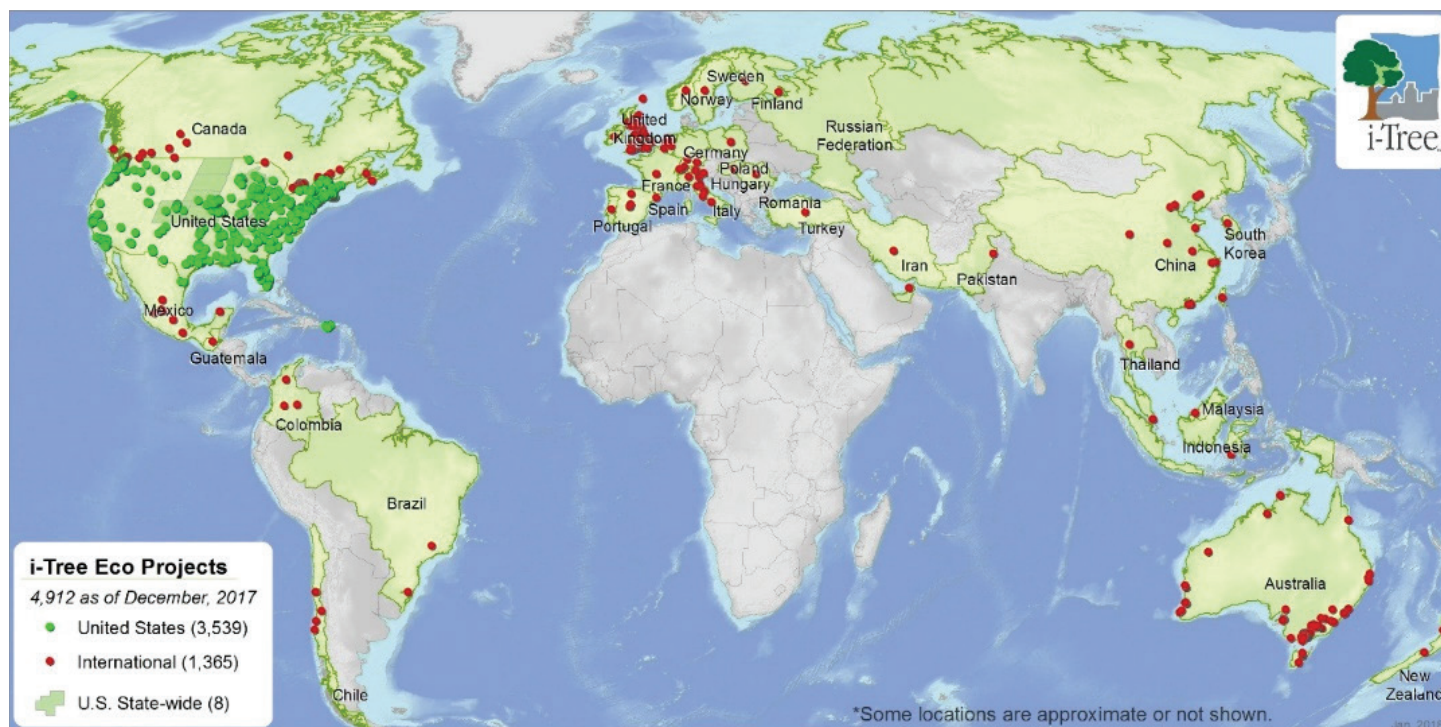 i-Tree
Sweden
Norway
Finland
Canada
United
Kingdom
Russian
Federation
Germany
Poland
Hungary
France
United States
Romania
Spain
Italy
Portugal
Turkey
South
Korea
Iran
China
Pakistan
Mexico
Guatemala
Thailand
Malaysia
Colombia
Indonesia
Brazil
Australia
i-Tree Eco Projects
4,912 as of December, 2017
United States (3,539)
International (1,365)
U.S. State-wide (8)
Chile
New
Zealand
*Some locations are approximate or not shown.